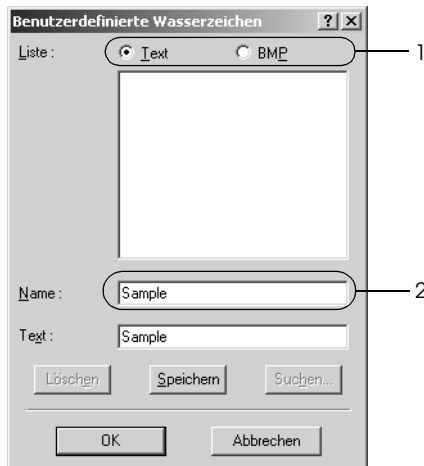 Benutzerdefinierte Wasserzeichen ? ×
Liste : Text BMP 1
Name : Sample 2
Text : Sample
Löschen Speichern Suchen...
OK Abbrechen